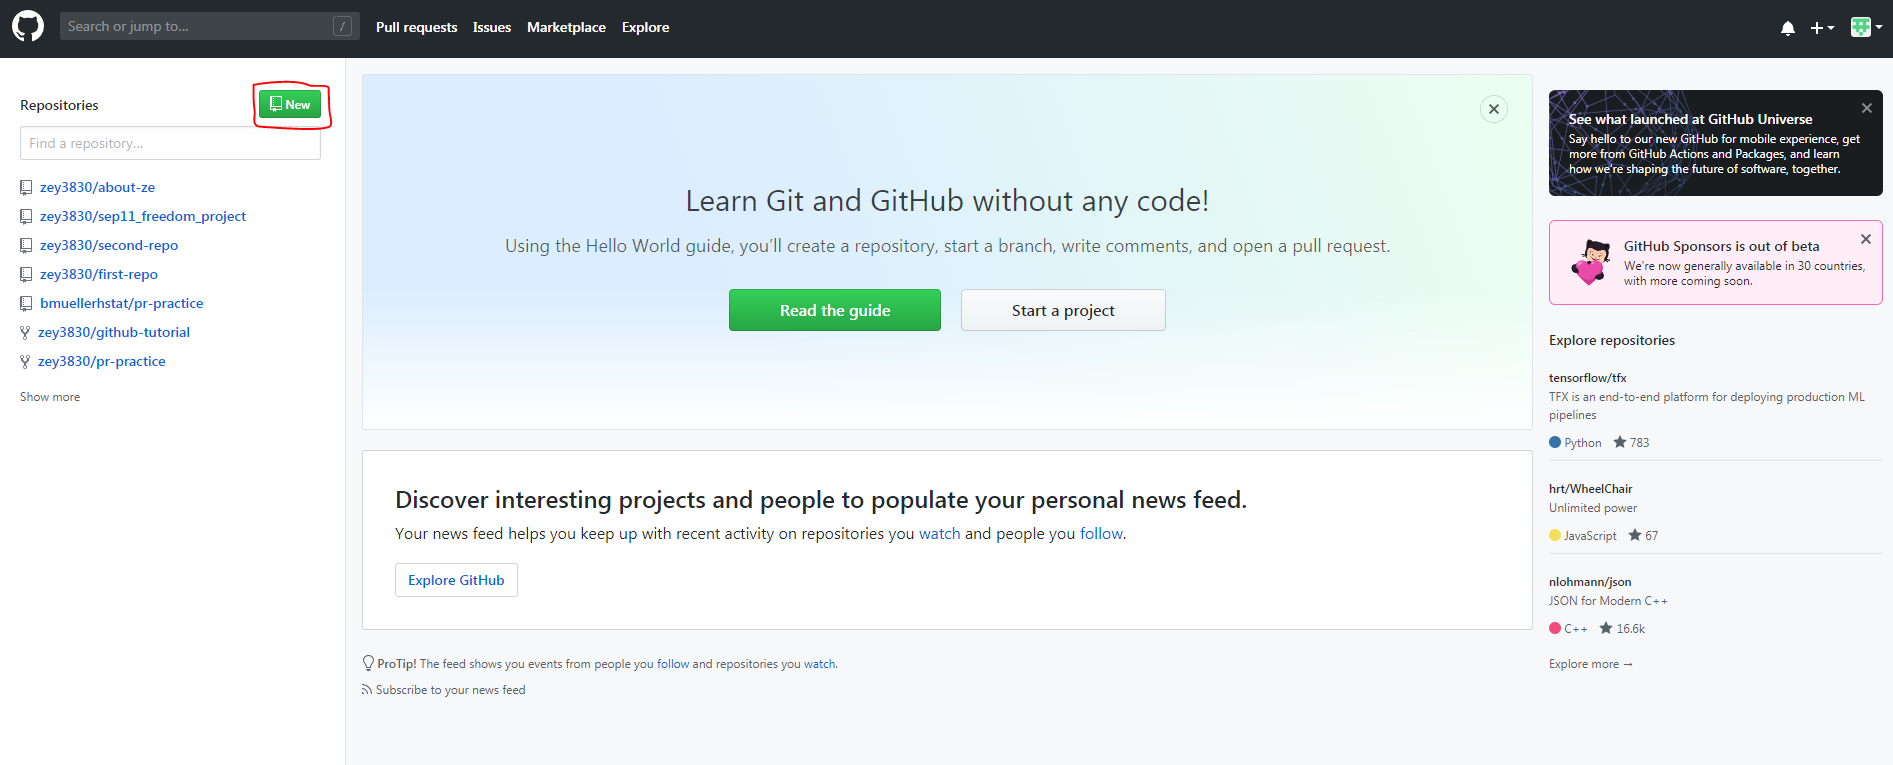 Search or jump to...
/
Pull requests
Issues
Marketplace
Explore
Repositories
New
Find a repository...
zey3830/about-ze
zey3830/sep11_freedom_project
zey3830/second-repo
zey3830/first-repo
bmuellerhstat/pr-practice
zey3830/github-tutorial
zey3830/pr-practice
Show more
Learn Git and GitHub without any code!
Using the Hello World guide, you’ll create a repository, start a branch, write comments, and open a pull request.
Read the guide
Start a project
Discover interesting projects and people to populate your personal news feed.
Your news feed helps you keep up with recent activity on repositories you watch and people you follow.
Explore GitHub
ProTip! The feed shows you events from people you follow and repositories you watch.
Subscribe to your news feed
See what launched at GitHub Universe
Say hello to our new GitHub for mobile experience, get
more from GitHub Actions and Packages, and learn
how we’re shaping the future of software, together.
GitHub Sponsors is out of beta
We're now generally available in 30 countries,
with more coming soon.
Explore repositories
tensorflow/tfx
TFX is an end-to-end platform for deploying production ML
pipelines
Python 783
hrt/WheelChair
Unlimited power
JavaScript 67
nlohmann/json
JSON for Modern C++
C++ 16.6k
Explore more →